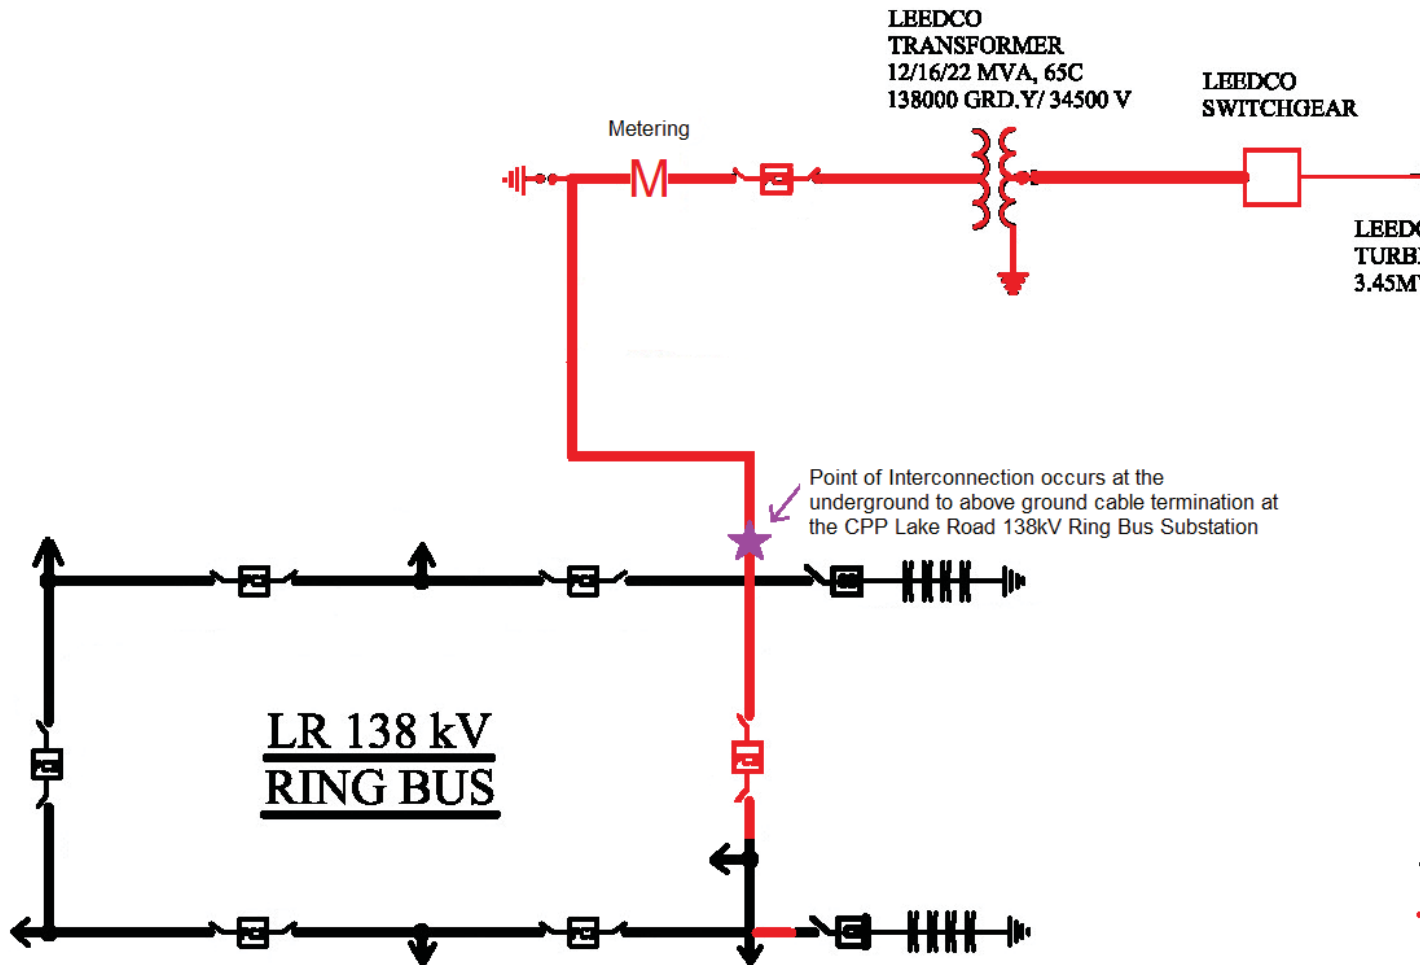 LEEDCO
TRANSFORMER
12/16/22 MVA, 65C
138000 GRD.Y/ 34500 V
LEEDCO
SWITCHGEAR
Metering
M
3.45M
Point of Interconnection occurs at the
underground to above ground cable termination at
the CPP Lake Road 138kV Ring Bus Substation
LR 138 kV
RING BUS